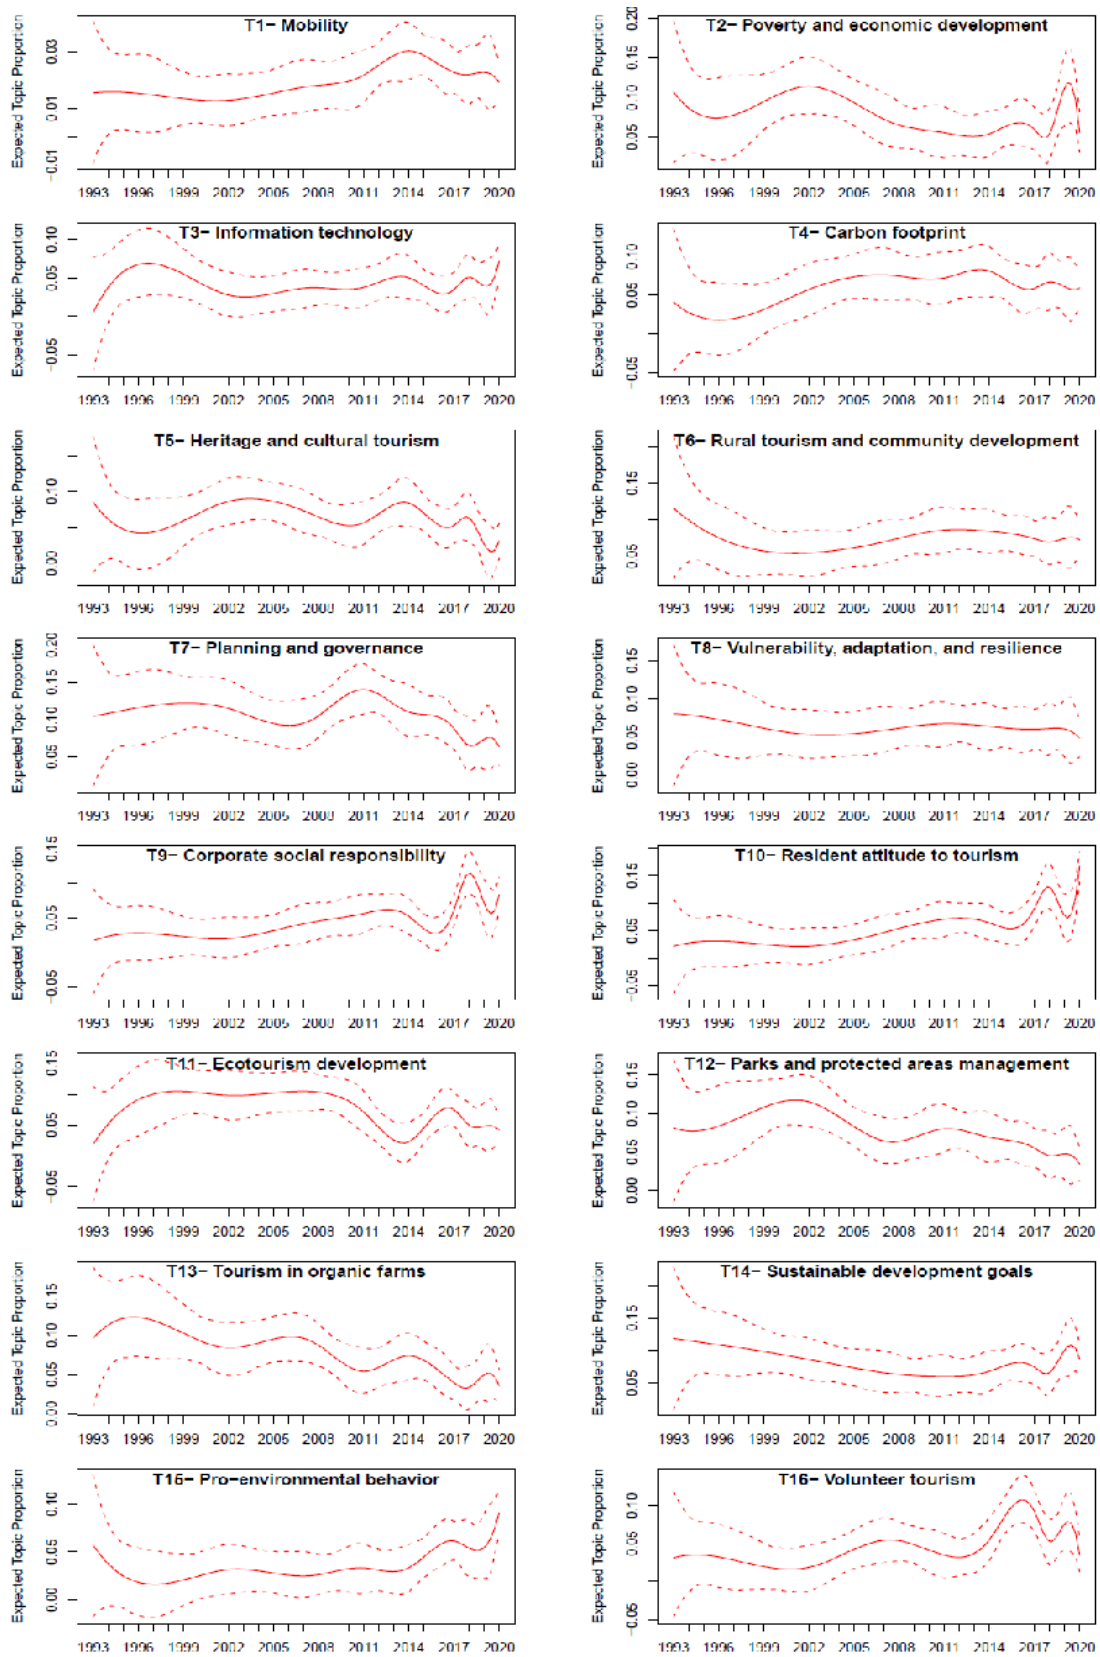 T1− Mobility
Expected Topic Proportion
−0.01 0.01 0.03
1993 1996 1999 2002 2005 2008 2011 2014 2017 2020
T2− Poverty and economic development
Expected Topic Proportion
0.05 0.10 0.15 0.20
1993 1996 1999 2002 2005 2008 2011 2014 2017 2020
T3− Information technology
Expected Topic Proportion
−0.05 0.05 0.10
1993 1996 1999 2002 2005 2008 2011 2014 2017 2020
T4− Carbon footprint
Expected Topic Proportion
−0.05 0.05 0.10
1993 1996 1999 2002 2005 2008 2011 2014 2017 2020
T5− Heritage and cultural tourism
Expected Topic Proportion
0.00 0.10
1993 1996 1999 2002 2005 2008 2011 2014 2017 2020
T6− Rural tourism and community development
Expected Topic Proportion
0.05 0.15
1993 1996 1999 2002 2005 2008 2011 2014 2017 2020
T7− Planning and governance
Expected Topic Proportion
0.05 0.10 0.15 0.20
1993 1996 1999 2002 2005 2008 2011 2014 2017 2020
T8− Vulnerability, adaptation, and resilience
Expected Topic Proportion
0.00 0.05 0.10 0.15
1993 1996 1999 2002 2005 2008 2011 2014 2017 2020
T9− Corporate social responsibility
Expected Topic Proportion
−0.05 0.05 0.15
1993 1996 1999 2002 2005 2008 2011 2014 2017 2020
T10− Resident attitude to tourism
Expected Topic Proportion
−0.05 0.05 0.15
1993 1996 1999 2002 2005 2008 2011 2014 2017 2020
T11− Ecotourism development
Expected Topic Proportion
−0.05 0.05 0.15
1993 1996 1999 2002 2005 2008 2011 2014 2017 2020
T12− Parks and protected areas management
Expected Topic Proportion
0.00 0.05 0.10 0.15
1993 1996 1999 2002 2005 2008 2011 2014 2017 2020
T13− Tourism in organic farms
Expected Topic Proportion
0.00 0.05 0.10 0.15
1993 1996 1999 2002 2005 2008 2011 2014 2017 2020
T14− Sustainable development goals
Expected Topic Proportion
0.05 0.15
1993 1996 1999 2002 2005 2008 2011 2014 2017 2020
T15− Pro−environmental behavior
Expected Topic Proportion
0.00 0.05 0.10
1993 1996 1999 2002 2005 2008 2011 2014 2017 2020
T16− Volunteer tourism
Expected Topic Proportion
−0.05 0.05 0.10
1993 1996 1999 2002 2005 2008 2011 2014 2017 2020